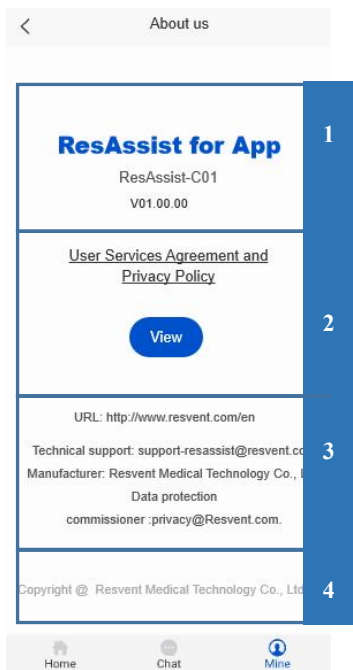 About us
ResAssist for App
1
ResAssist-C01
V01.00.00
User Services Agreement and
Privacy Policy
View
2
URL: http://www.resvent.com/en
Technical support: support-resassist@resvent.co
3
Manufacturer: Resvent Medical Technology Co.,
Data protection
commissioner :privacy@Resvent.com.
Copyright @ Resvent Medical Technology Co., Ltd
4
Home Chat Mine